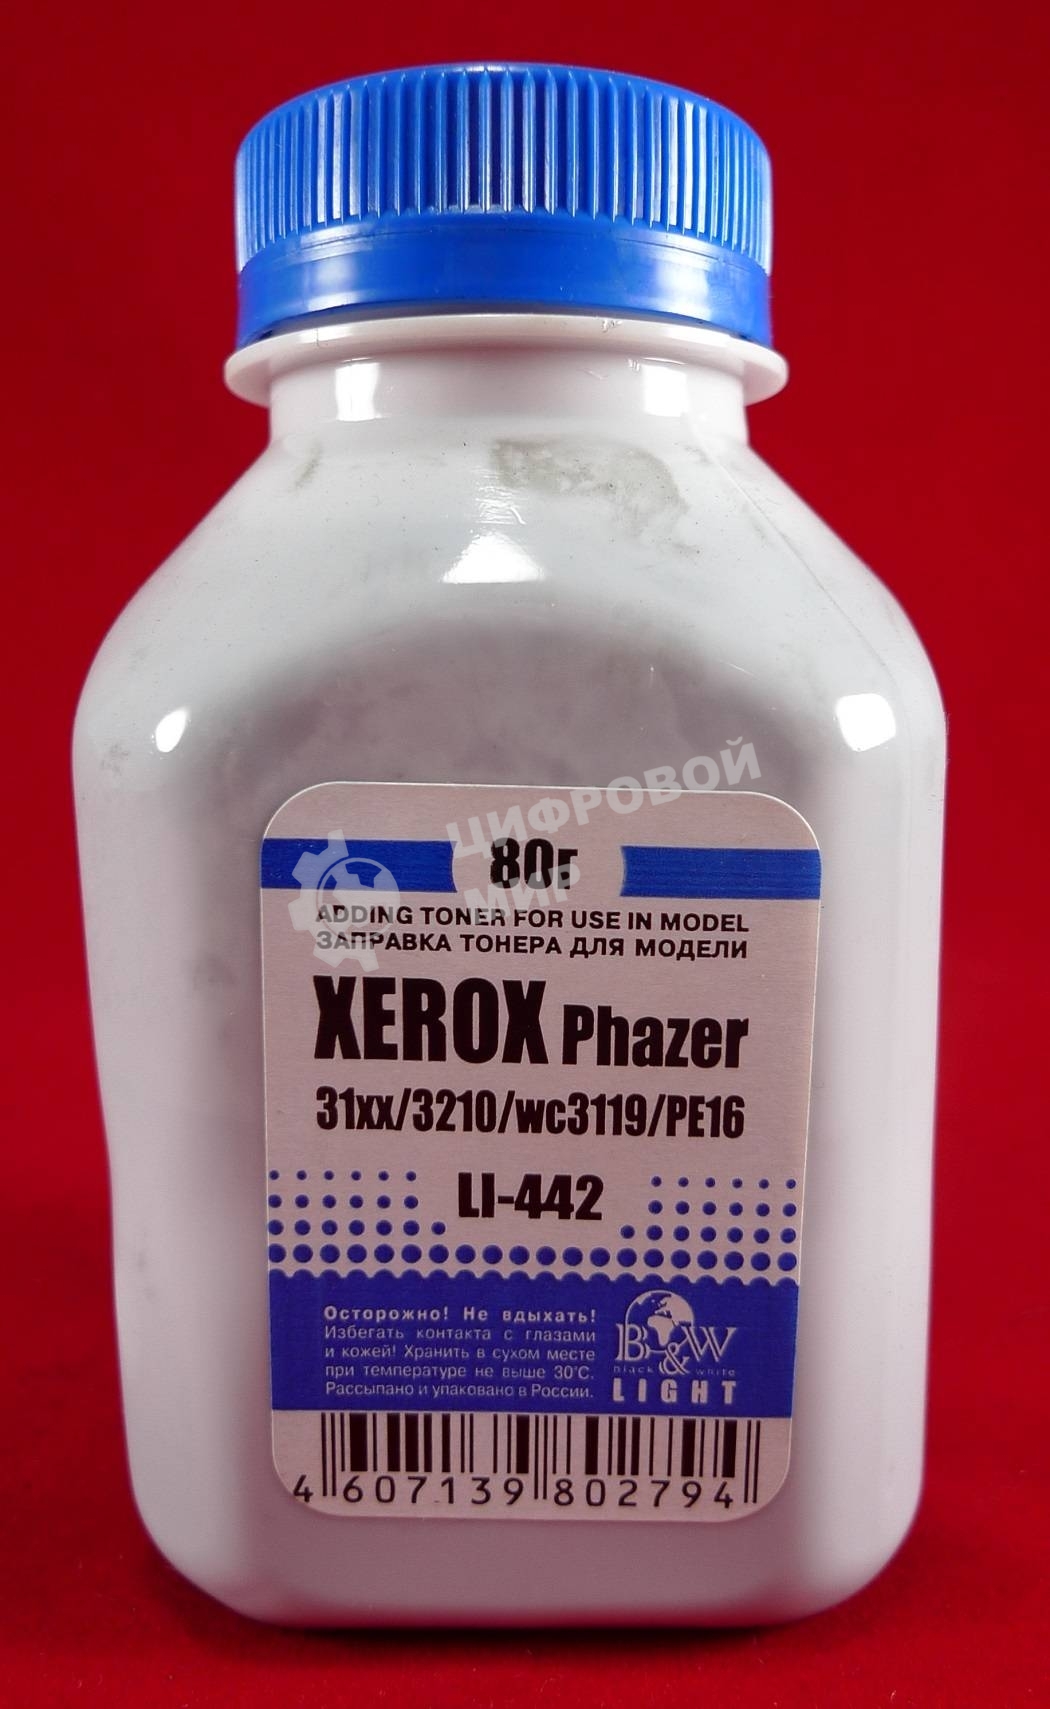 80г
ADDING TONER FOR USE IN MODEL
ЗАПРАВКА ТОНЕРА ДЛЯ МОДЕЛИ
XEROX Phazer
31xx/3210/wc3119/PE16
LI-442
Осторожно! Не вдыхать!
Избегать контакта с глазами
и кожей! Хранить в сухом месте
при температуре не выше 30°С.
Рассыпано и упаковано в России.
B&W
black white
LIGHT
4 607139 802794
ЦИФРОВОЙ
МИР